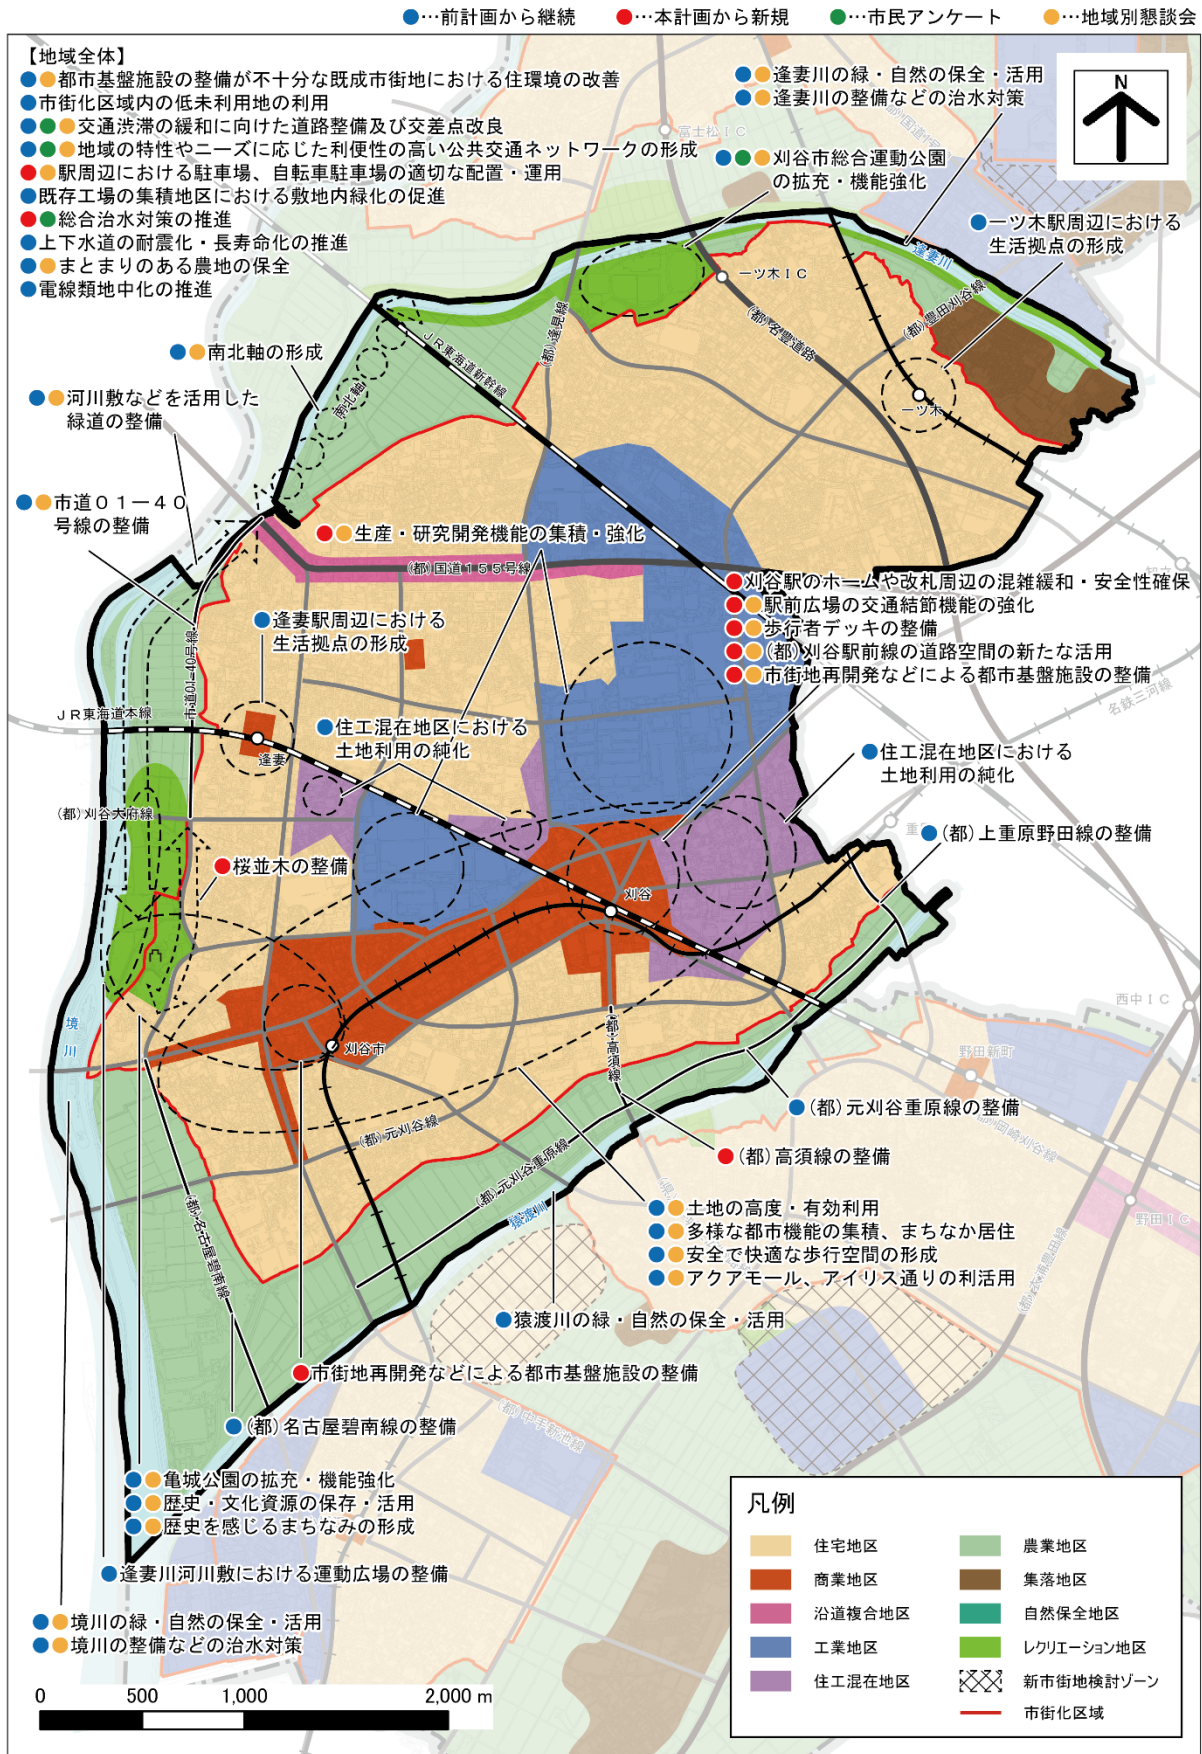 ●…前計画から継続 ●…本計画から新規 ●…市民アンケート ●…地域別懇談会
【地域全体】
●●都市基盤施設の整備が不十分な既成市街地における住環境の改善
●市街化区域内の低未利用地の利用
●●●交通渋滞の緩和に向けた道路整備及び交差点改良
●●●地域の特性やニーズに応じた利便性の高い公共交通ネットワークの形成
●●駅周辺における駐車場、自転車駐車場の適切な配置・運用
●既存工場の集積地区における敷地内緑化の促進
●●総合治水対策の推進
●上下水道の耐震化・長寿命化の推進
●●まとまりのある農地の保全
●電線類地中化の推進
●●逢妻川の緑・自然の保全・活用
●●逢妻川の整備などの治水対策
N
富士松ＩＣ
●●●刈谷市総合運動公園
の拡充・機能強化
●一ツ木駅周辺における
生活拠点の形成
逢妻川
一ツ木ＩＣ
(都)豊田刈谷線
(都)名豊道路
(都)逢見線
ＪＲ東海道新幹線
一ツ木
●●南北軸の形成
南北軸
●●河川敷などを活用した
緑道の整備
●●市道０１－４０
号線の整備
●●生産・研究開発機能の集積・強化
(都)国道１５５号線
知立
●刈谷駅のホームや改札周辺の混雑緩和・安全性確保
●●駅前広場の交通結節機能の強化
●●歩行者デッキの整備
●●(都)刈谷駅前線の道路空間の新たな活用
●●市街地再開発などによる都市基盤施設の整備
●逢妻駅周辺における
生活拠点の形成
市道01-40号線
名鉄三河線
ＪＲ東海道本線
逢妻
●住工混在地区における
土地利用の純化
●住工混在地区における
土地利用の純化
(都)刈谷大府線
●(都)上重原野田線の整備
●桜並木の整備
刈谷
西中ＩＣ
境川
刈谷市
(都)高須線
野田新町
●(都)元刈谷重原線の整備
(都)元刈谷線
(都)岡崎刈谷線
●(都)高須線の整備
(都)元刈谷重原線
猿渡川
野田ＩＣ
(都)名古屋碧南線
●●土地の高度・有効利用
●●多様な都市機能の集積、まちなか居住
●●安全で快適な歩行空間の形成
●●アクアモール、アイリス通りの利活用
●猿渡川の緑・自然の保全・活用
●市街地再開発などによる都市基盤施設の整備
(都)中手新池線
●(都)名古屋碧南線の整備
●●亀城公園の拡充・機能強化
●●歴史・文化資源の保存・活用
●●歴史を感じるまちなみの形成
●逢妻川河川敷における運動広場の整備
●●境川の緑・自然の保全・活用
●●境川の整備などの治水対策
0 500 1,000 2,000 m
凡例
住宅地区
商業地区
沿道複合地区
工業地区
住工混在地区
農業地区
集落地区
自然保全地区
レクリエーション地区
新市街地検討ゾーン
市街化区域